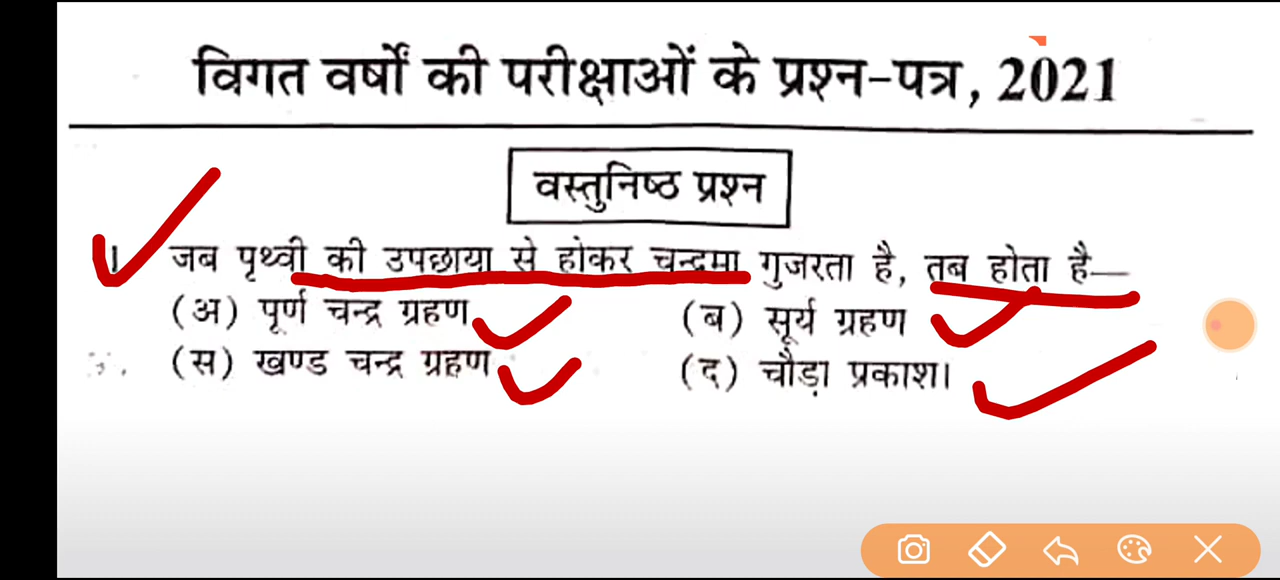 विगत वर्षों की परीक्षाओं के प्रश्न-पत्र, 2021
वस्तुनिष्ठ प्रश्न
1. जब पृथ्वी की उपछाया से होकर चन्द्रमा गुजरता है, तब होता है—
(अ) पूर्ण चन्द्र ग्रहण (ब) सूर्य ग्रहण
(स) खण्ड चन्द्र ग्रहण (द) चौड़ा प्रकाश।